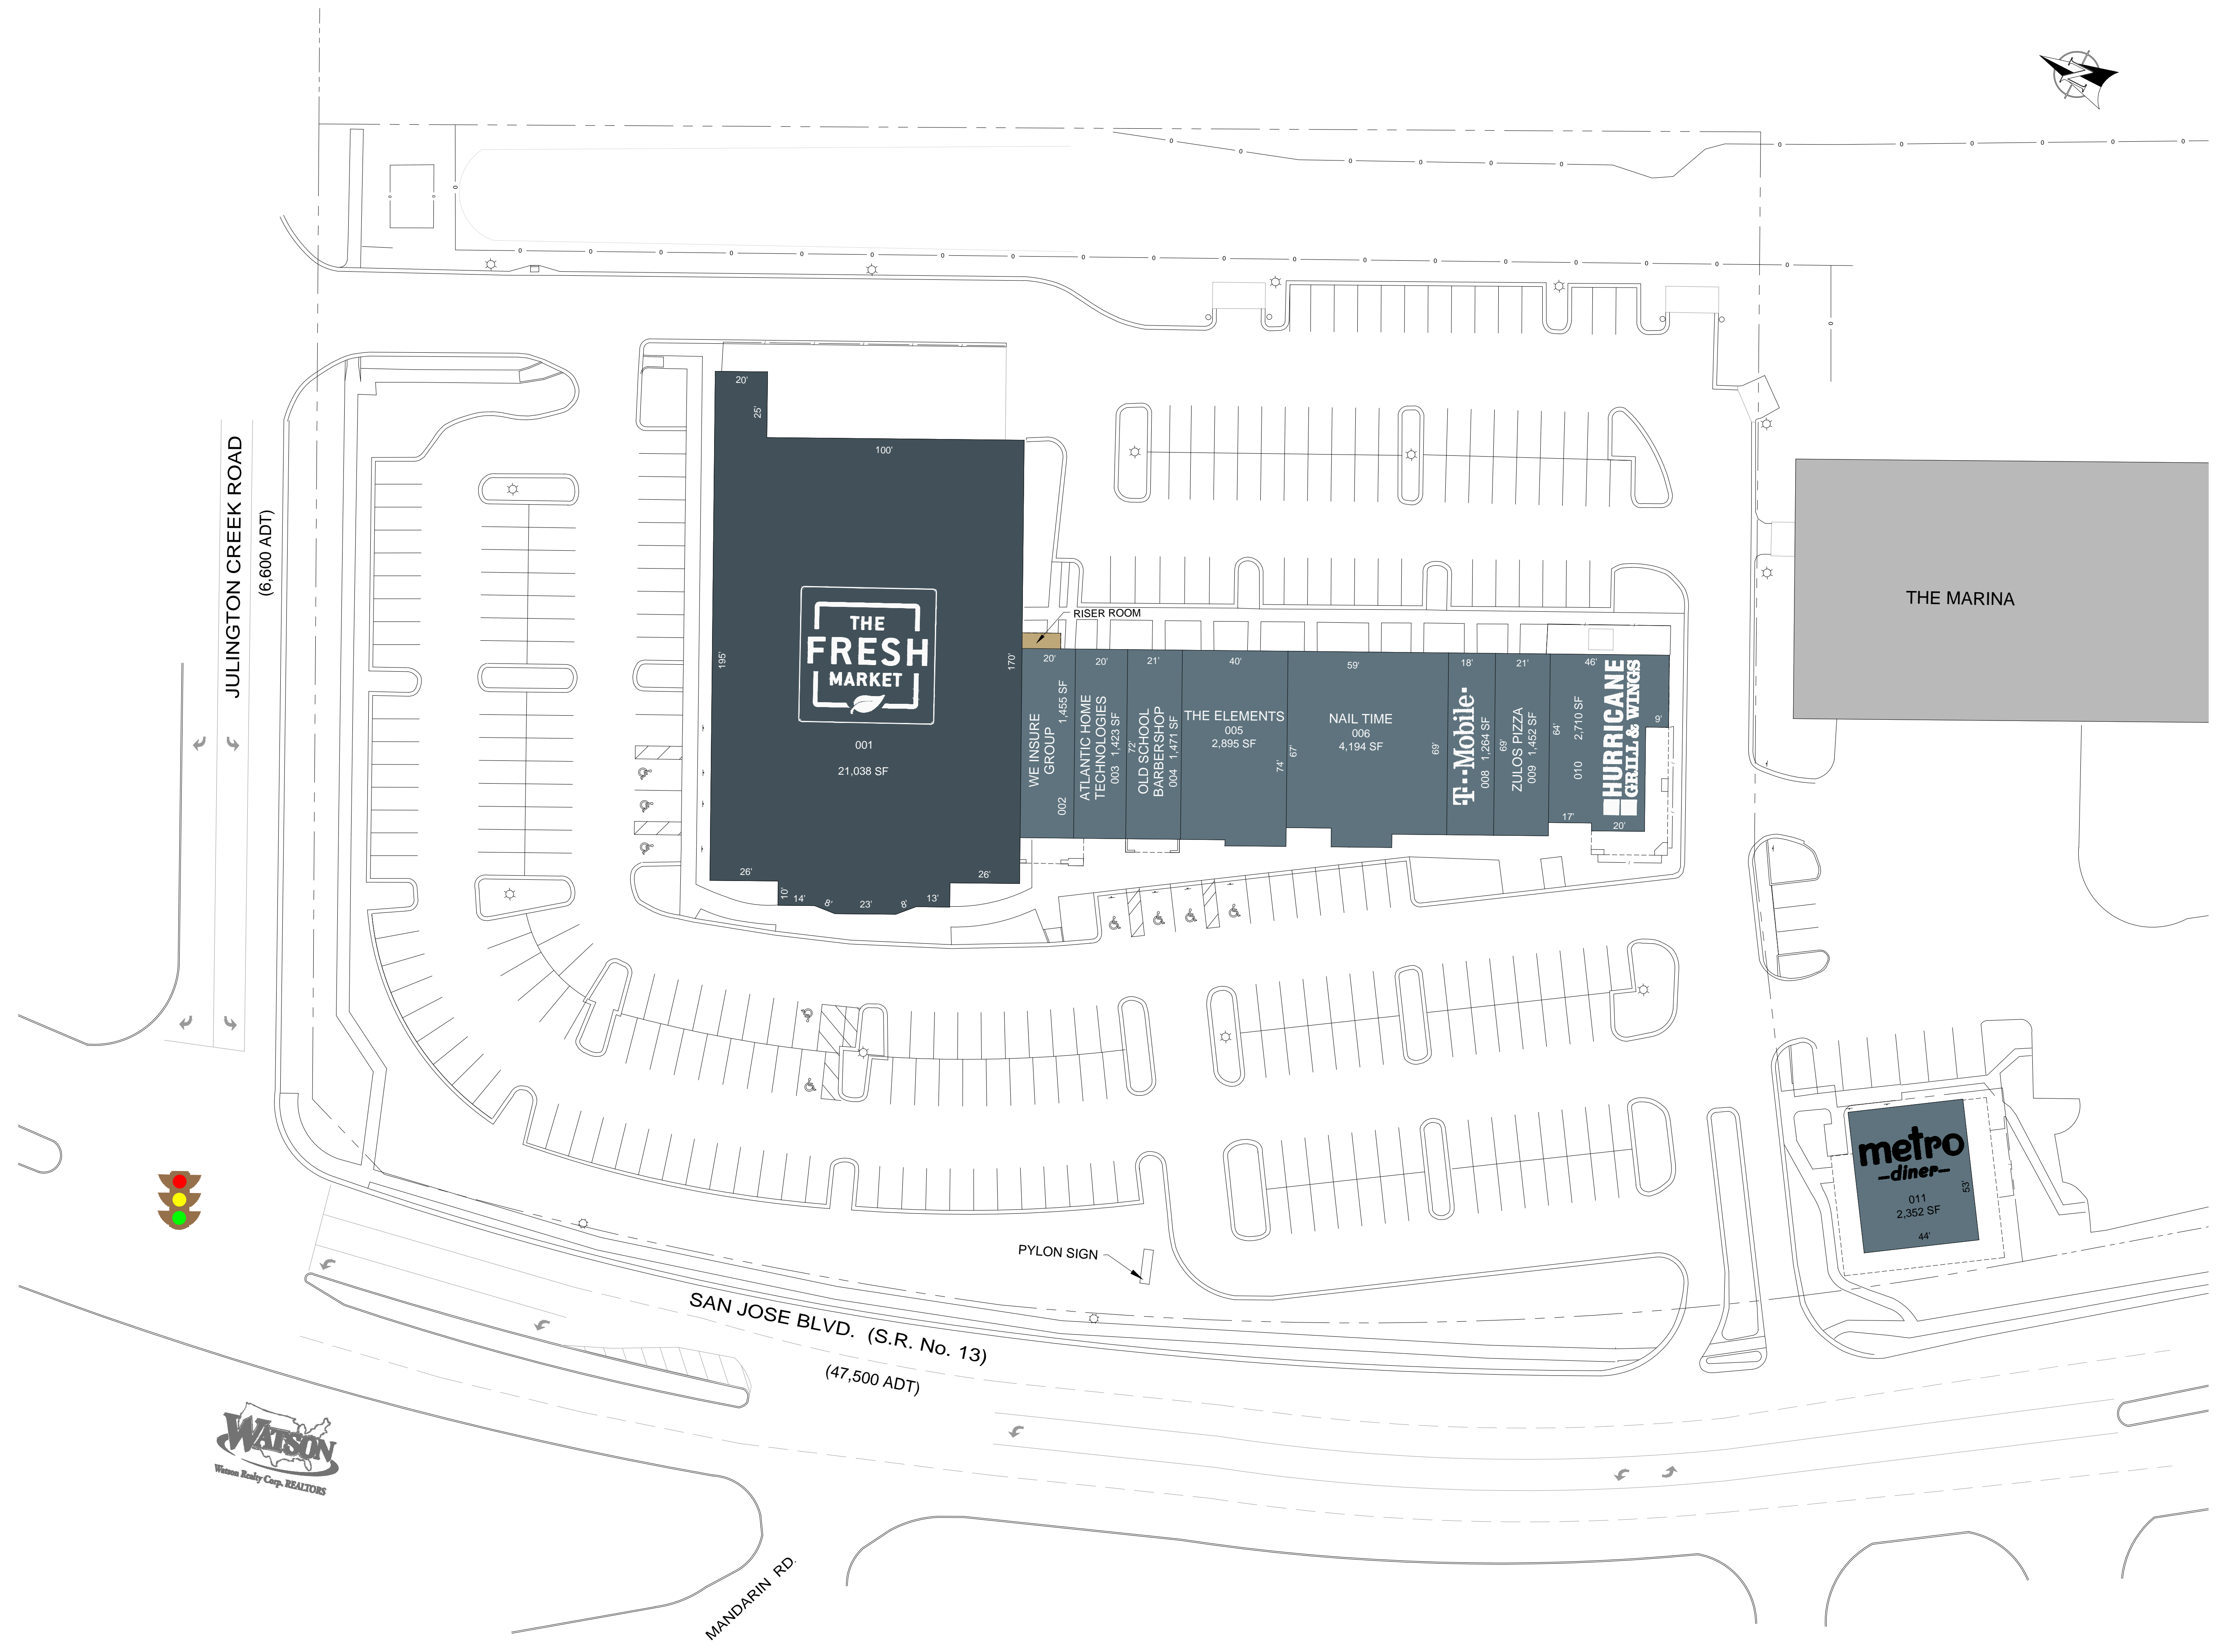 JULINGTON CREEK ROAD
(6,600 ADT)
20'
25'
100'
195'
170'
THE
FRESH
MARKET
001
21,038 SF
26'
10'
14'
8'
23'
8'
13'
26'
RISER ROOM
20'
WE INSURE
GROUP
002 1,455 SF
20'
ATLANTIC HOME
TECHNOLOGIES
003 1,423 SF
21'
72'
OLD SCHOOL
BARBERSHOP
004 1,471 SF
40'
THE ELEMENTS
005
2,895 SF
74'
59'
67'
NAIL TIME
006
4,194 SF
69'
18'
T-Mobile
008 1,264 SF
21'
69'
ZULOS PIZZA
009 1,452 SF
46'
64'
010 2,710 SF
HURRICANE
GRILL & WINGS
9'
17'
20'
THE MARINA
metro
diner
011
2,352 SF
53'
44'
PYLON SIGN
SAN JOSE BLVD. (S.R. No. 13)
(47,500 ADT)
WATSON
Watson Realty Corp. REALTORS
MANDARIN RD.